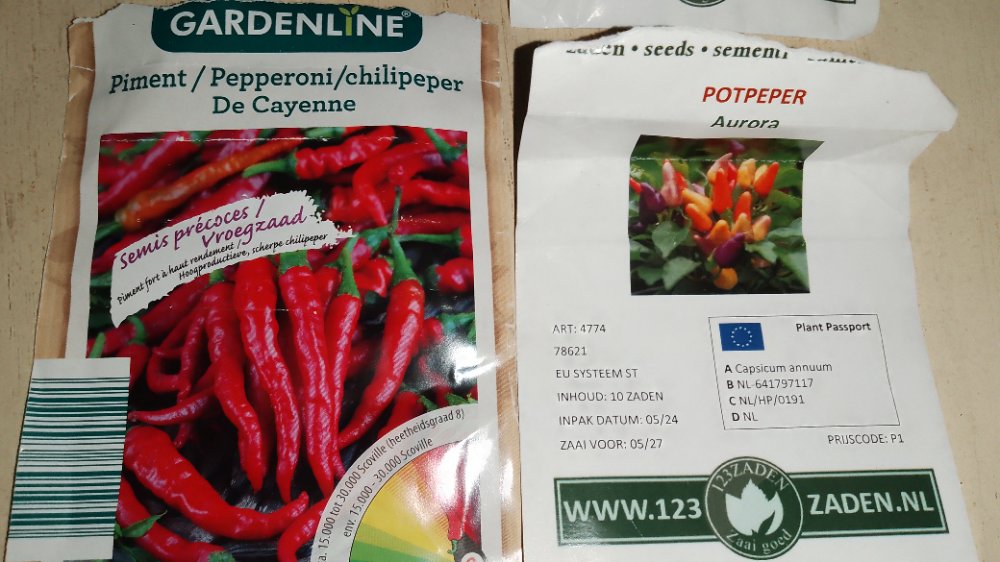 GARDENLINE®
Piment / Pepperoni/chilipeper
De Cayenne
Semis précoces /
Vroegzaad
Piment fort à haut rendement /
Hoogproductieve, scherpe chilipeper
15.000 tot 30.000 Scoville (heetheidsgraad 8)
env. 15.000 - 30.000 Scoville
• seeds •
POTPEPER
Aurora
ART: 4774
78621
EU SYSTEEM ST
INHOUD: 10 ZADEN
INPAK DATUM: 05/24
ZAAI VOOR: 05/27
Plant Passport
A Capsicum annuum
B NL-641797117
C NL/HP/0191
D NL
PRIJSCODE: P1
WWW.123
123ZADEN
Zaai goed
ZADEN.NL